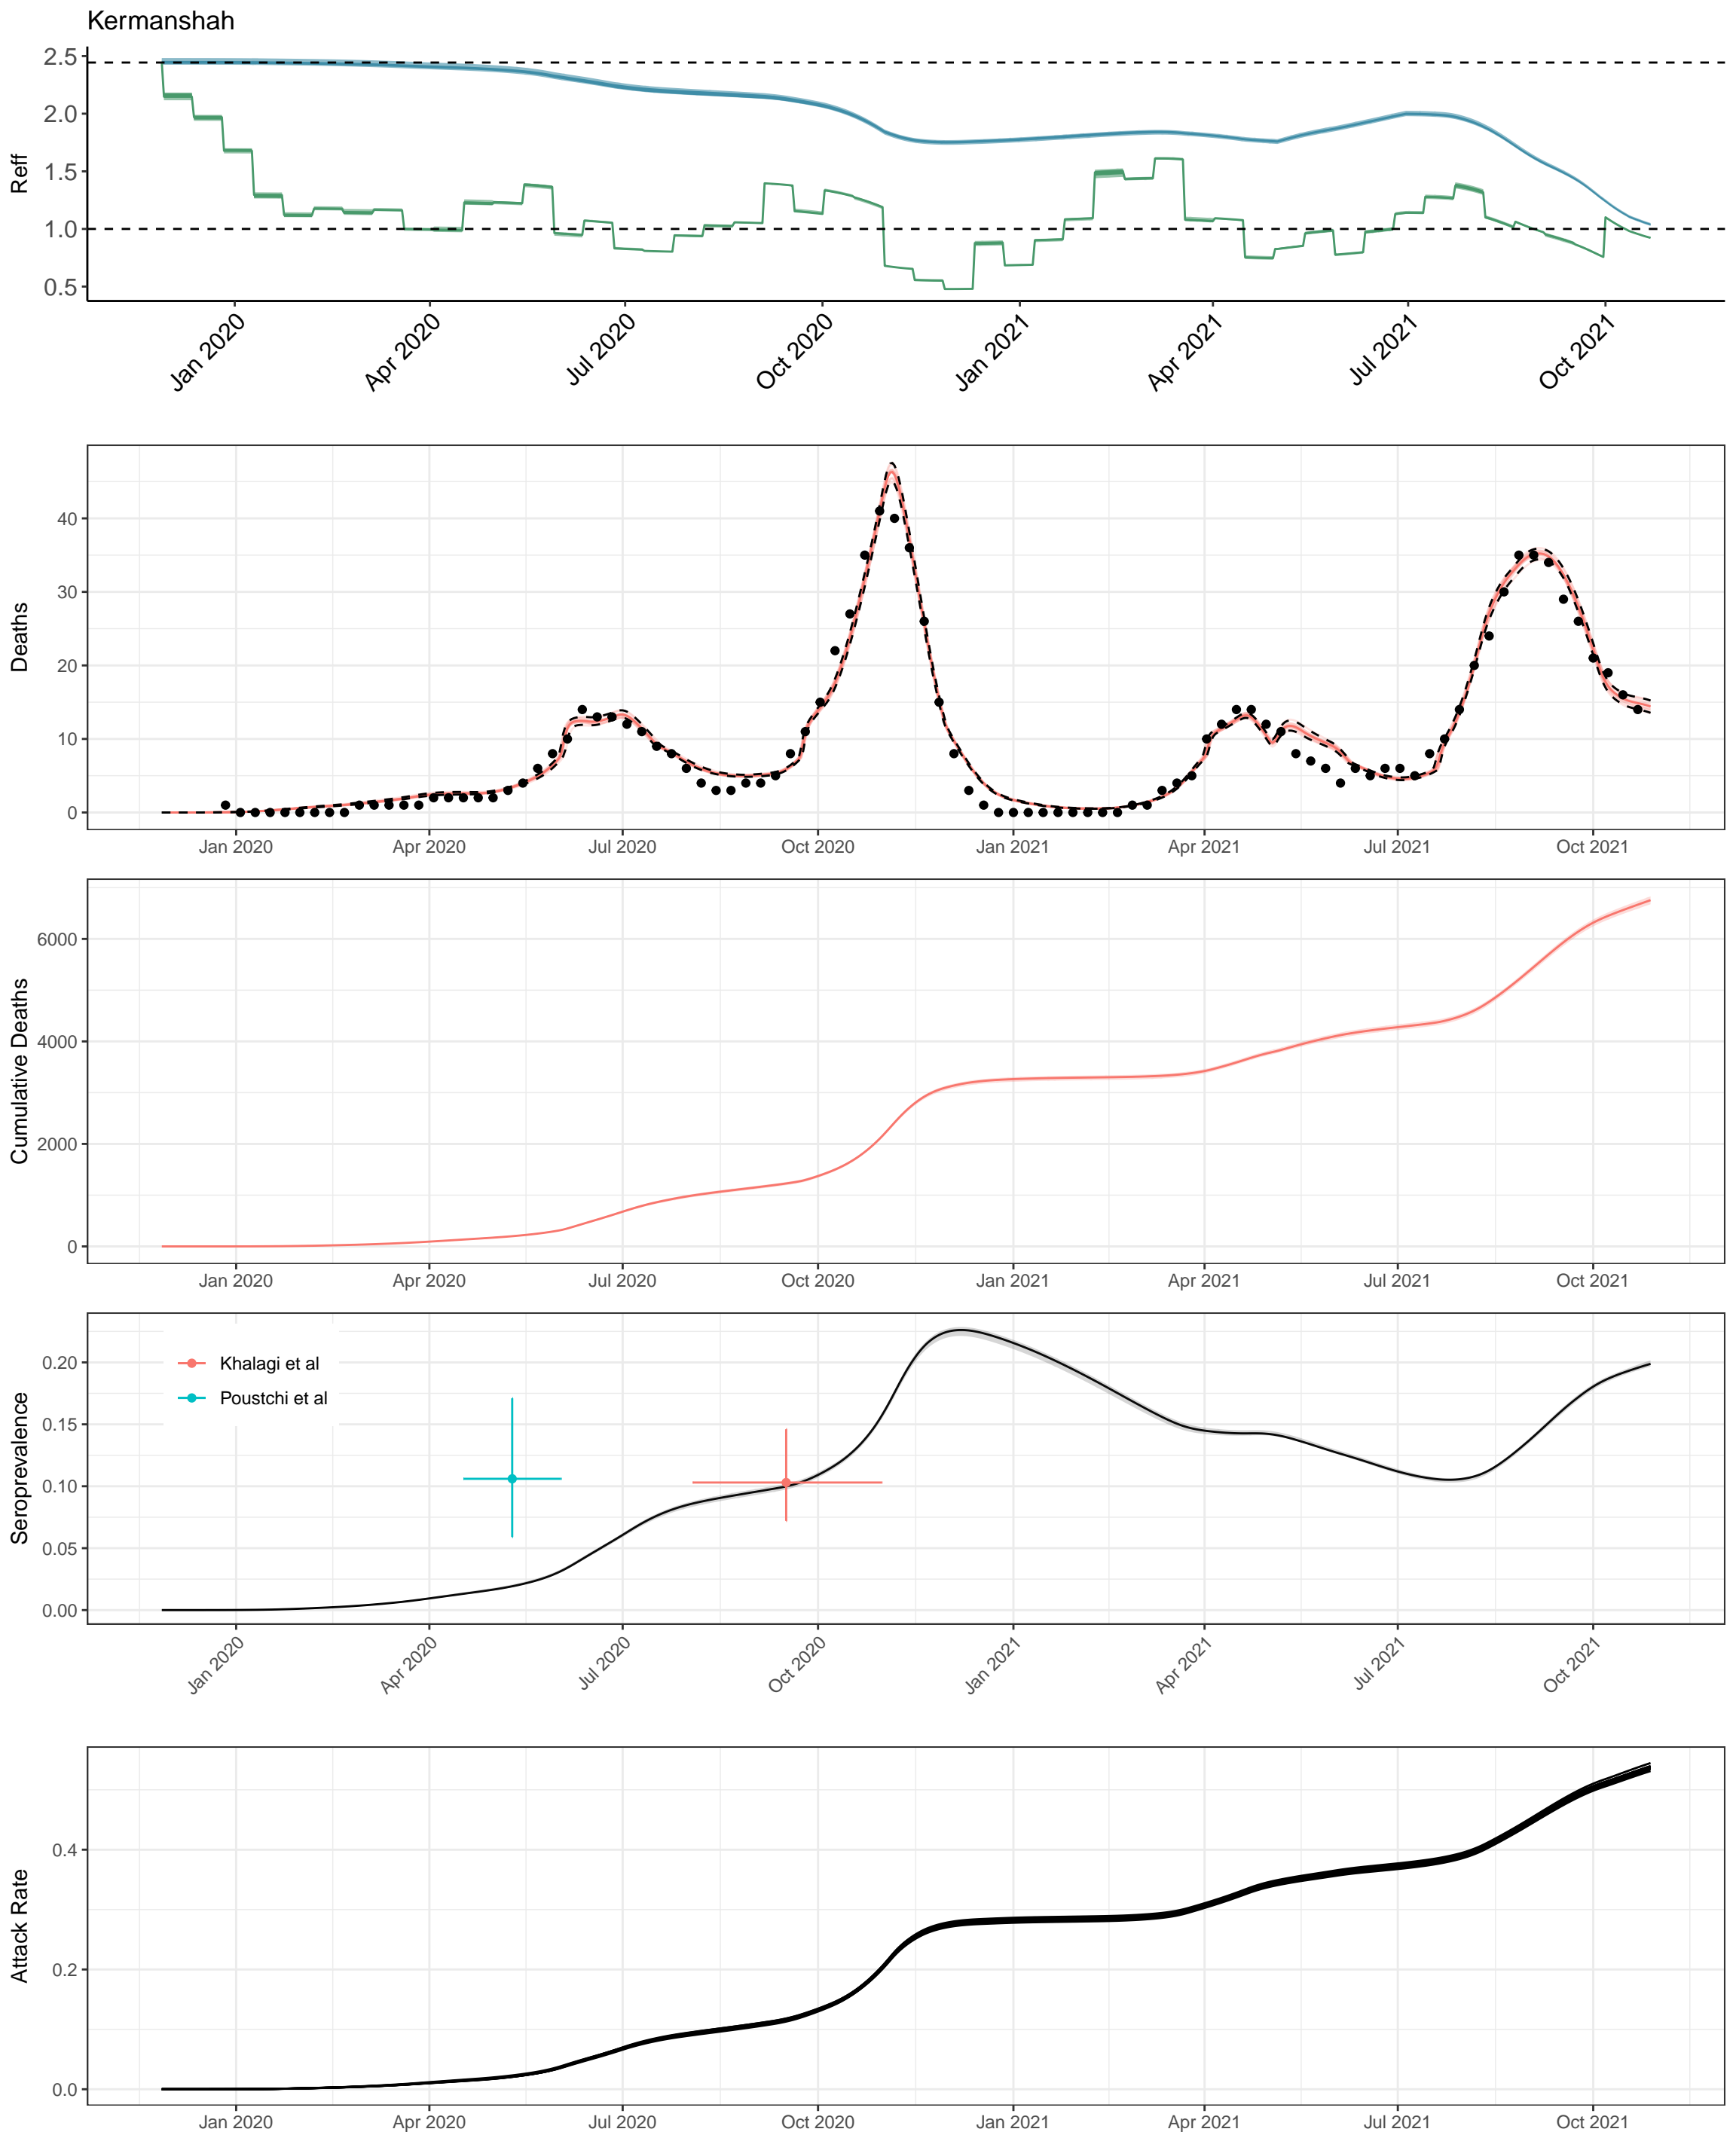 Kermanshah
Reff
2.5
2.0
1.5
1.0
0.5
Jan 2020
Apr 2020
Jul 2020
Oct 2020
Jan 2021
Apr 2021
Jul 2021
Oct 2021
Deaths
40
30
20
10
0
Jan 2020
Apr 2020
Jul 2020
Oct 2020
Jan 2021
Apr 2021
Jul 2021
Oct 2021
Cumulative Deaths
6000
4000
2000
0
Jan 2020
Apr 2020
Jul 2020
Oct 2020
Jan 2021
Apr 2021
Jul 2021
Oct 2021
Seroprevalence
0.20
0.15
0.10
0.05
0.00
Khalagi et al
Poustchi et al
Jan 2020
Apr 2020
Jul 2020
Oct 2020
Jan 2021
Apr 2021
Jul 2021
Oct 2021
Attack Rate
0.4
0.2
0.0
Jan 2020
Apr 2020
Jul 2020
Oct 2020
Jan 2021
Apr 2021
Jul 2021
Oct 2021